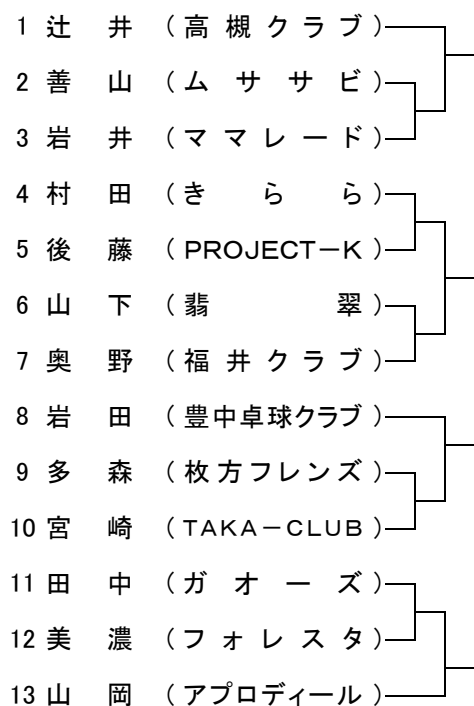 1 辻 井 (高槻クラブ)
2 善 山 (ムササビ)
3 岩 井 (ママレード)
4 村 田 (きらら)
5 後 藤 (PROJECT-K)
6 山 下 (翡翠)
7 奥 野 (福井クラブ)
8 岩 田 (豊中卓球クラブ)
9 多 森 (枚方フレンズ)
10 宮 崎 (TAKA-CLUB)
11 田 中 (ガオーズ)
12 美 濃 (フォレスタ)
13 山 岡 (アプロディール)